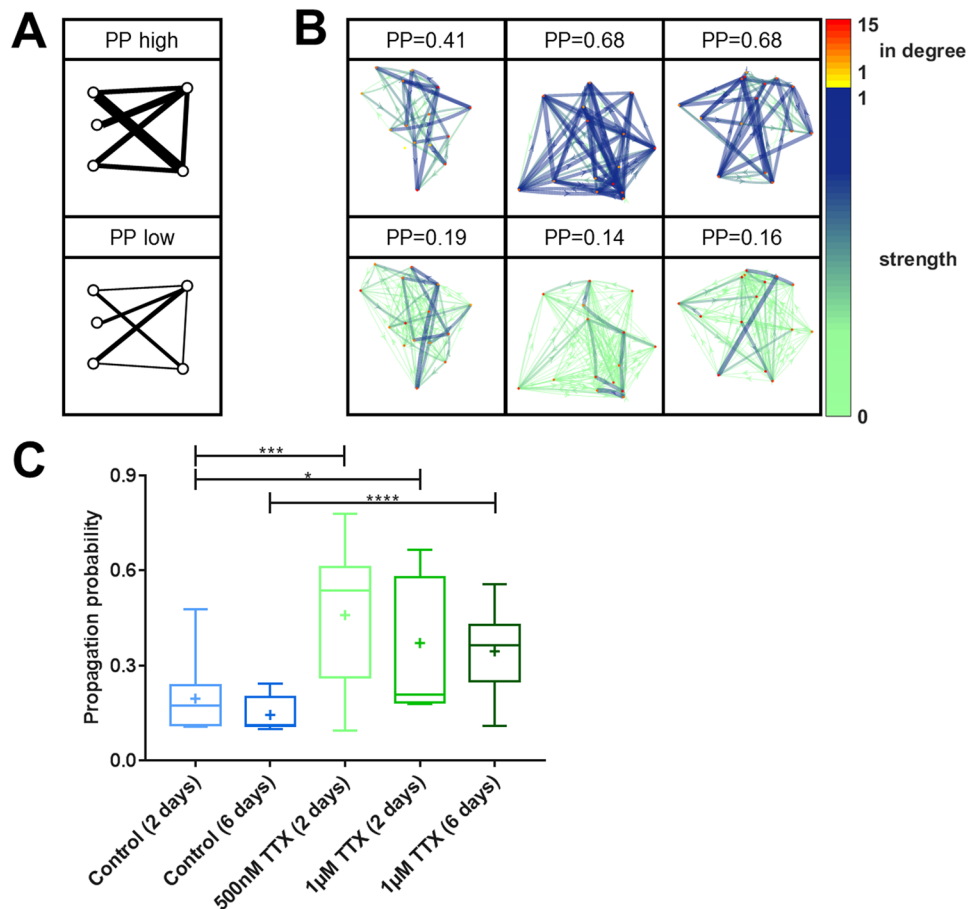 A
PP high
PP low
B
PP=0.41 PP=0.68 PP=0.68
PP=0.19 PP=0.14 PP=0.16
15
in degree
1
1
strength
0
C
***
*
****
Propagation probability
0.9
0.6
0.3
0.0
Control (2 days)
Control (6 days)
500nM TTX (2 days)
1µM TTX (2 days)
1µM TTX (6 days)